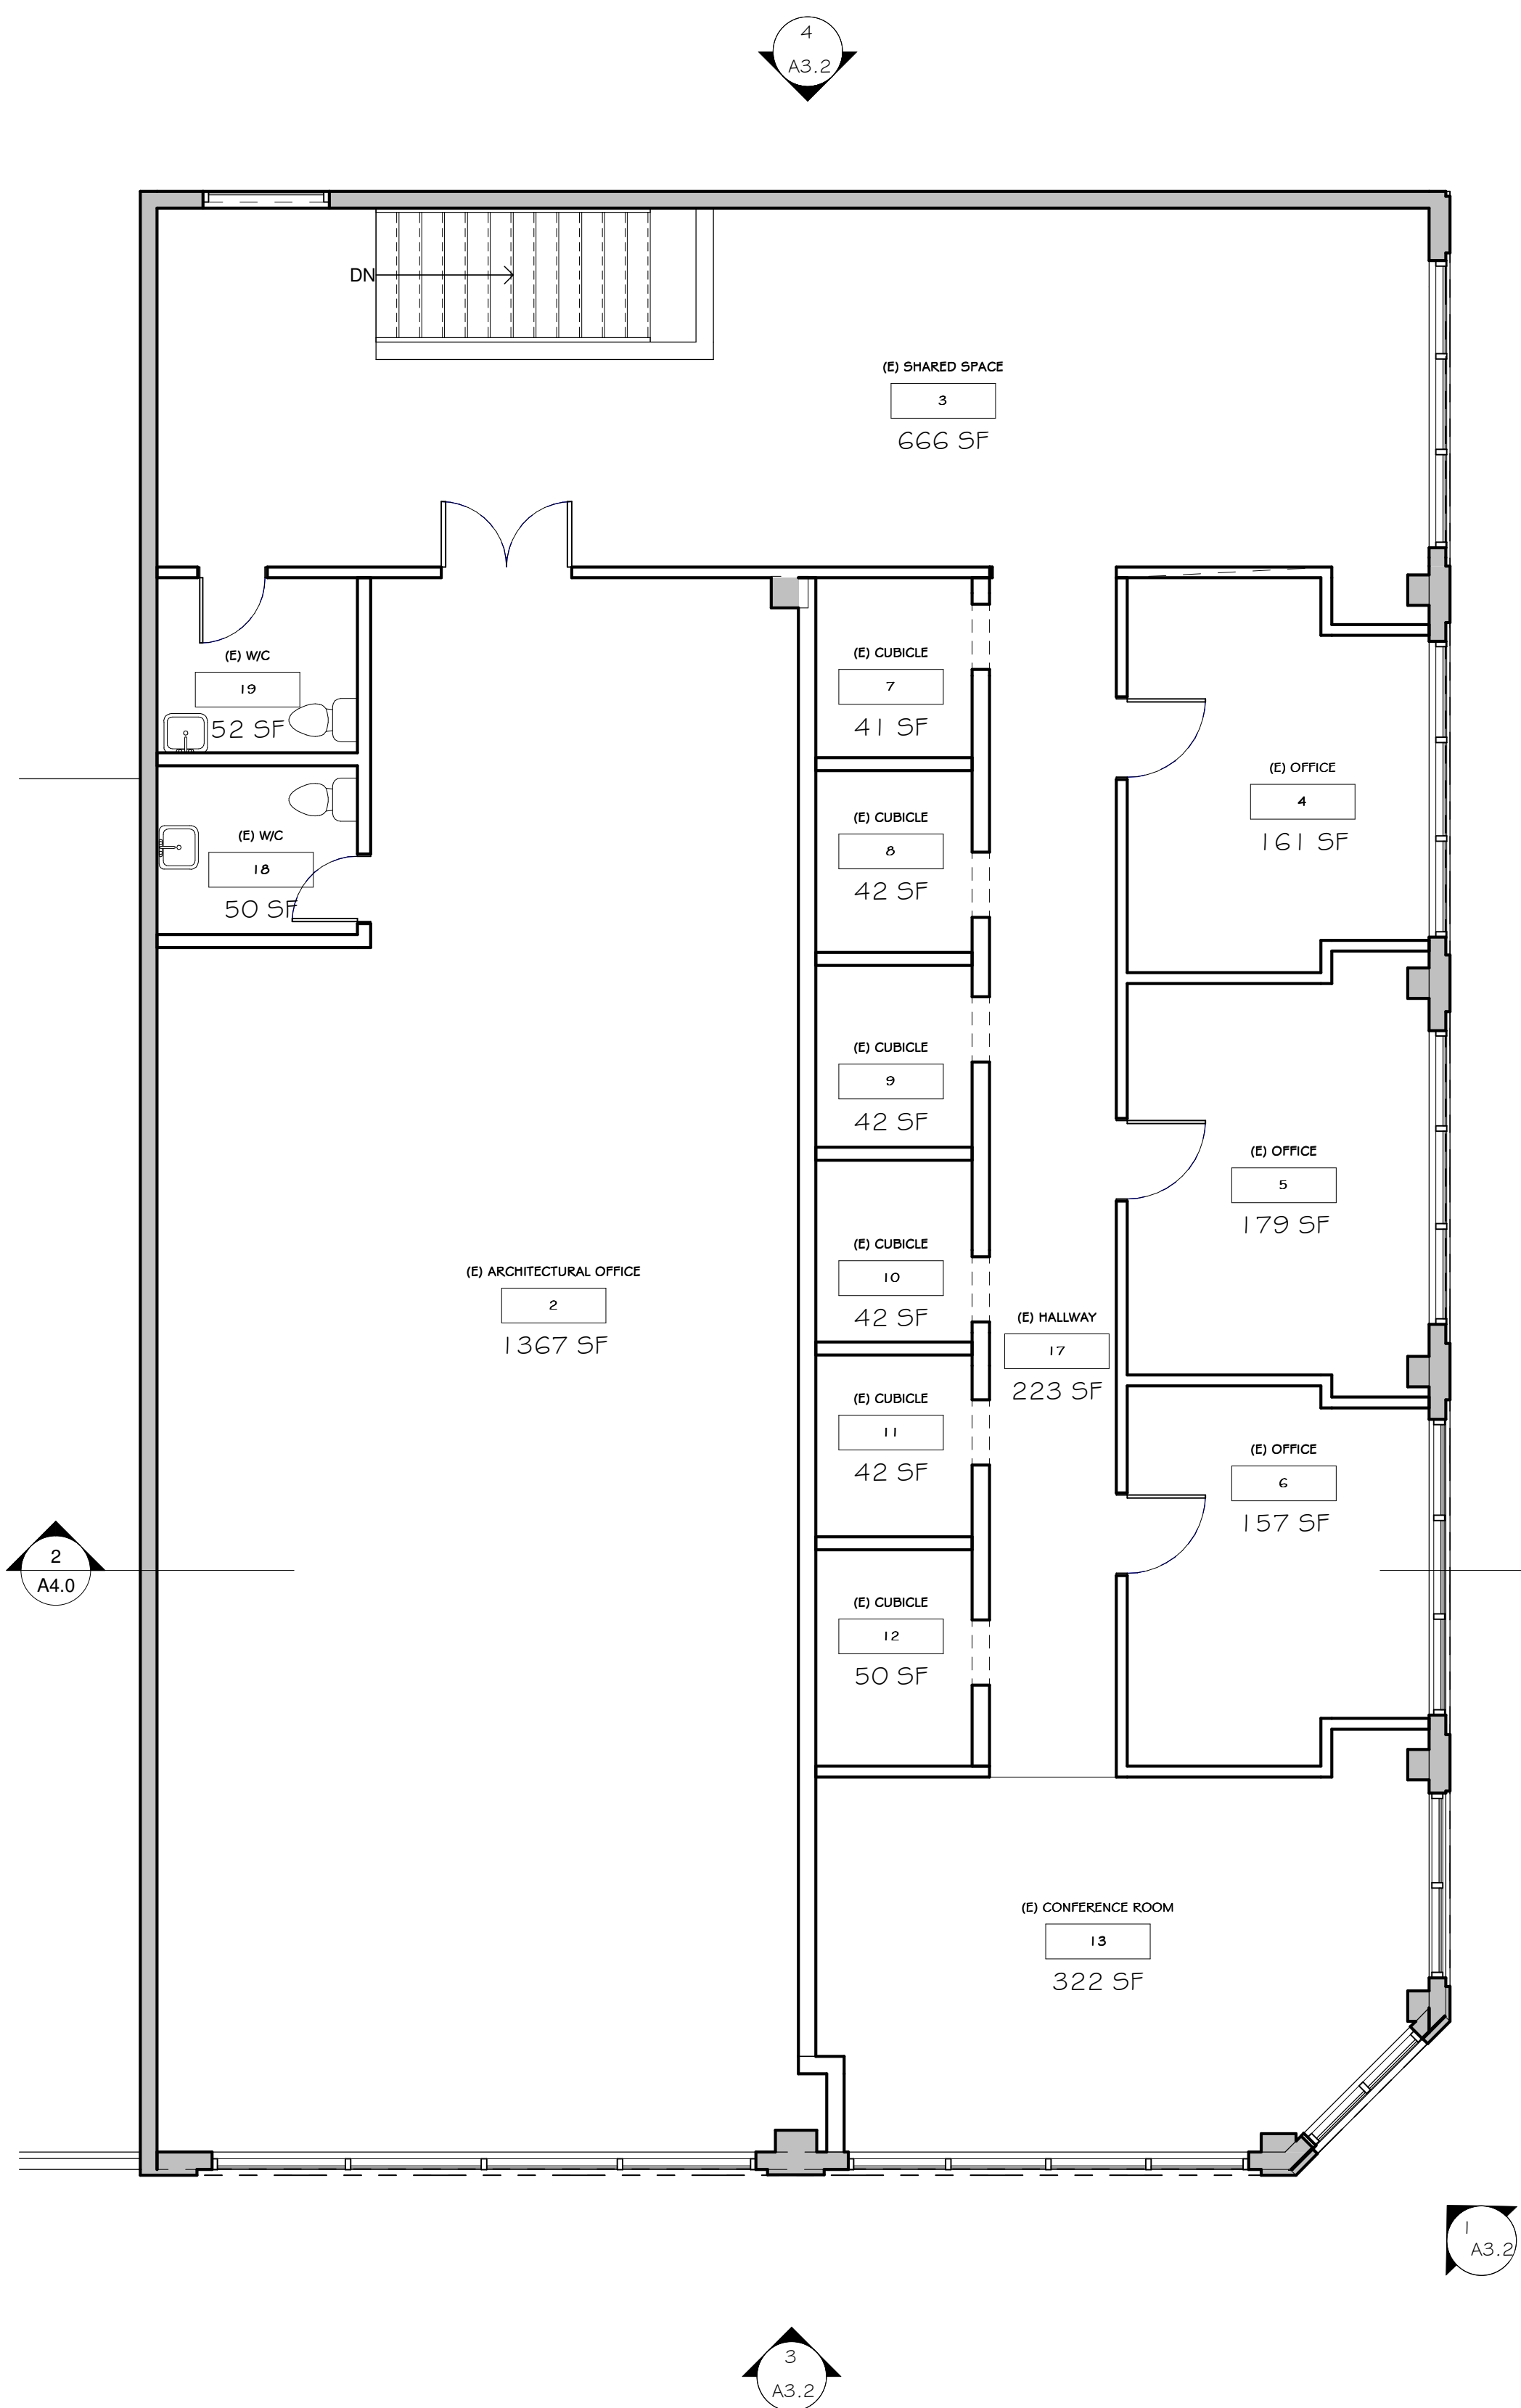 4
A3.2
DN
(E) SHARED SPACE
3
666 SF
(E) W/C
19
52 SF
(E) CUBICLE
7
41 SF
(E) OFFICE
4
161 SF
(E) W/C
18
50 SF
(E) CUBICLE
8
42 SF
(E) CUBICLE
9
42 SF
(E) OFFICE
5
179 SF
(E) ARCHITECTURAL OFFICE
2
1367 SF
(E) CUBICLE
10
42 SF
(E) HALLWAY
17
223 SF
(E) CUBICLE
11
42 SF
(E) OFFICE
6
157 SF
2
A4.0
(E) CUBICLE
12
50 SF
(E) CONFERENCE ROOM
13
322 SF
1
A3.2
3
A3.2